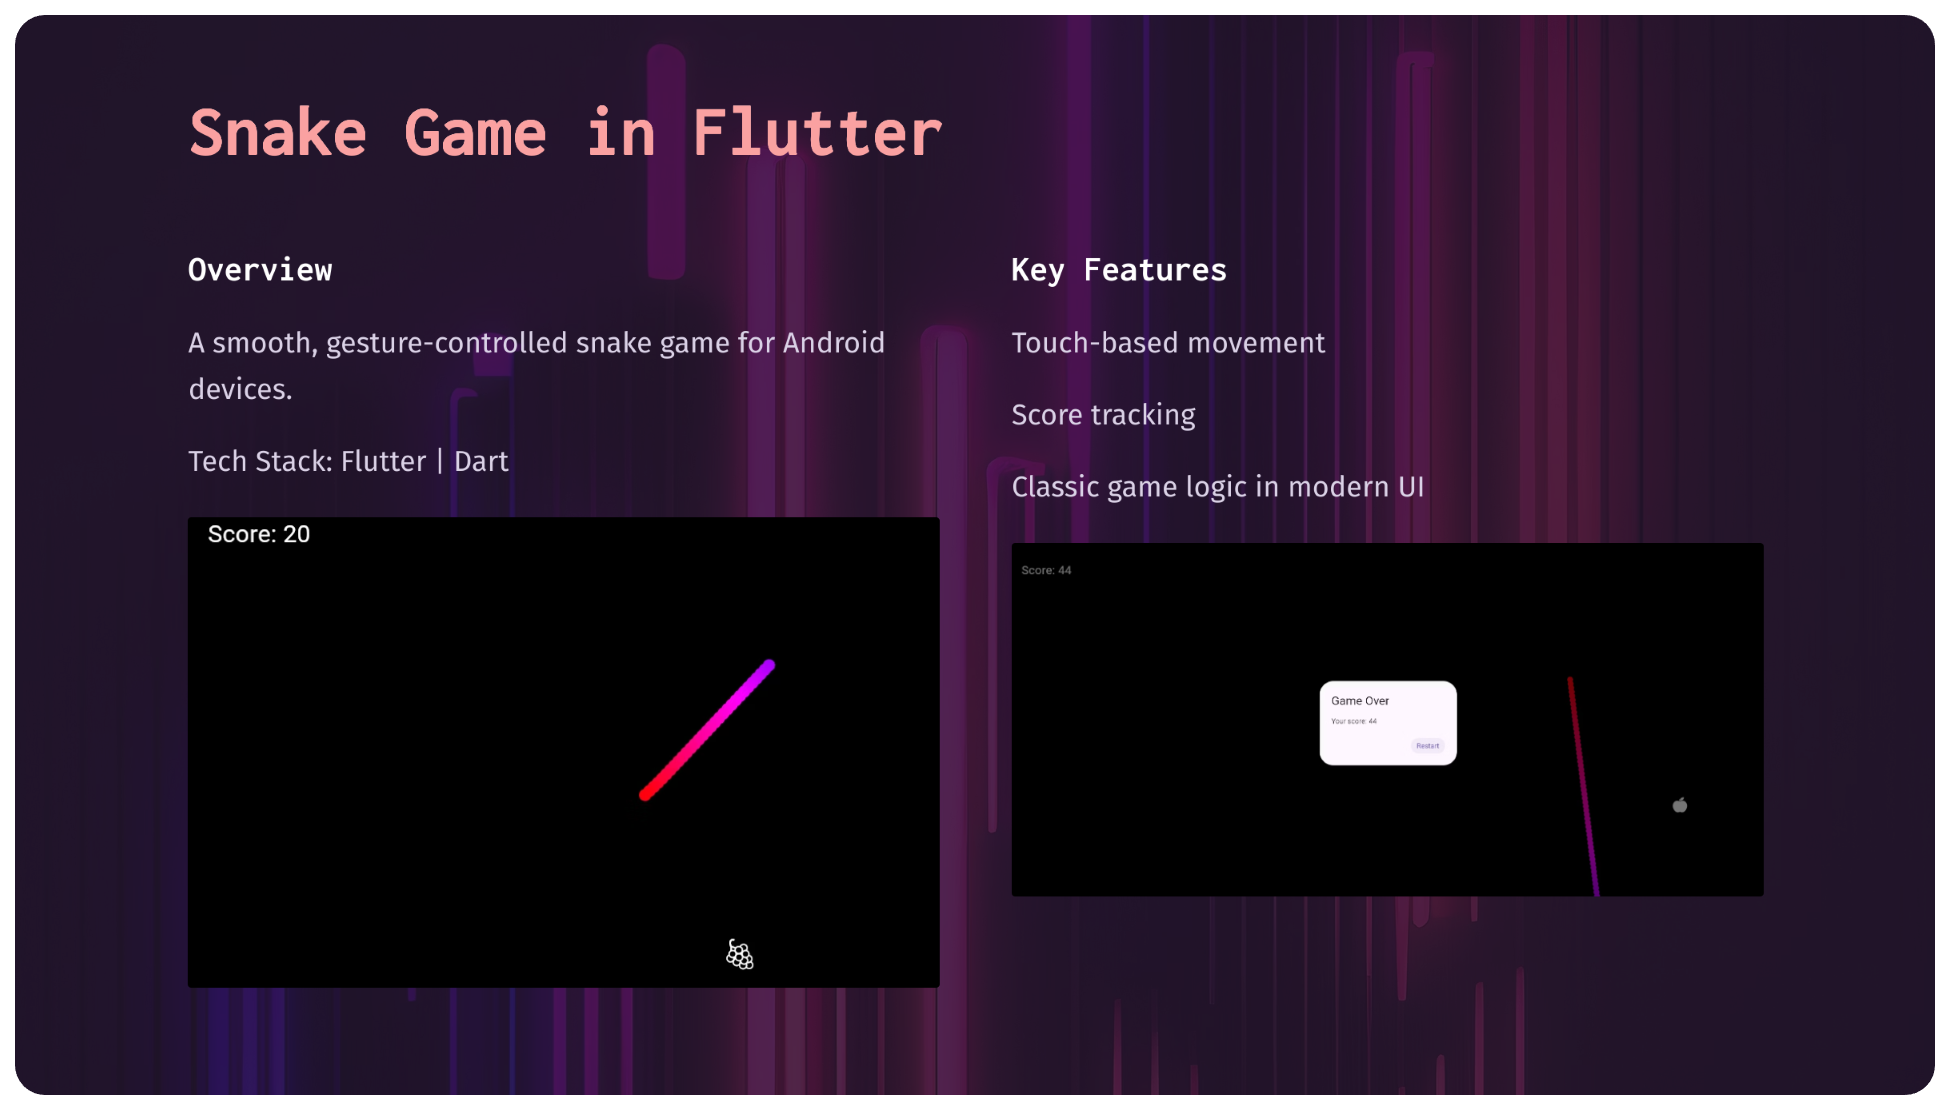 Snake Game in Flutter
Overview
A smooth, gesture-controlled snake game for Android
devices.
Tech Stack: Flutter | Dart
Score: 20
Key Features
Touch-based movement
Score tracking
Classic game logic in modern UI
Score: 44
Game Over
Your score: 44
Restart